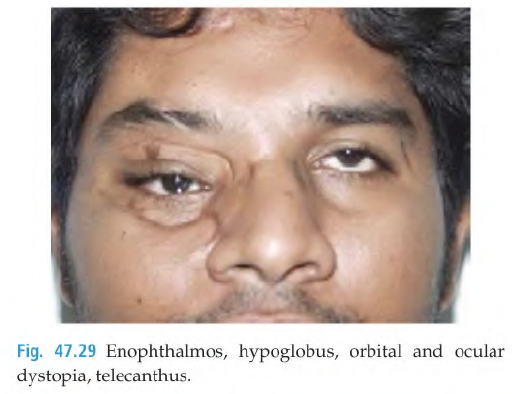 Fig. 47.29 Enophthalmos, hypoglobus, orbital and ocular
dystopia, telecanthus.